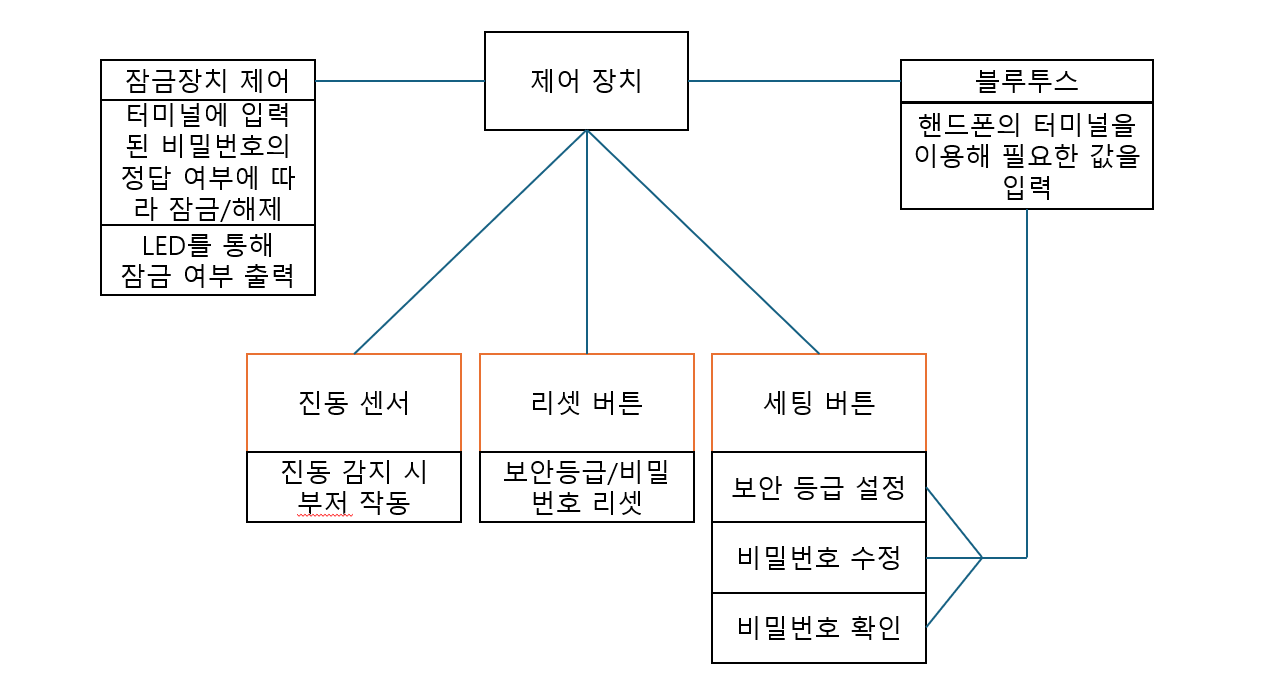 제어 장치
잠금장치 제어
터미널에 입력
된 비밀번호의
정답 여부에 따
라 잠금/해제
LED를 통해
잠금 여부 출력
블루투스
핸드폰의 터미널을
이용해 필요한 값을
입력
진동 센서
진동 감지 시
부저 작동
리셋 버튼
보안등급/비밀
번호 리셋
세팅 버튼
보안 등급 설정
비밀번호 수정
비밀번호 확인